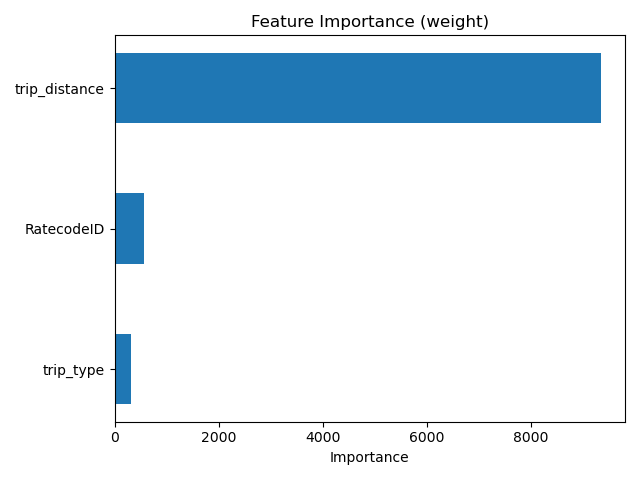 Feature Importance (weight)
trip_distance
RatecodeID
trip_type
0 2000 4000 6000 8000
Importance